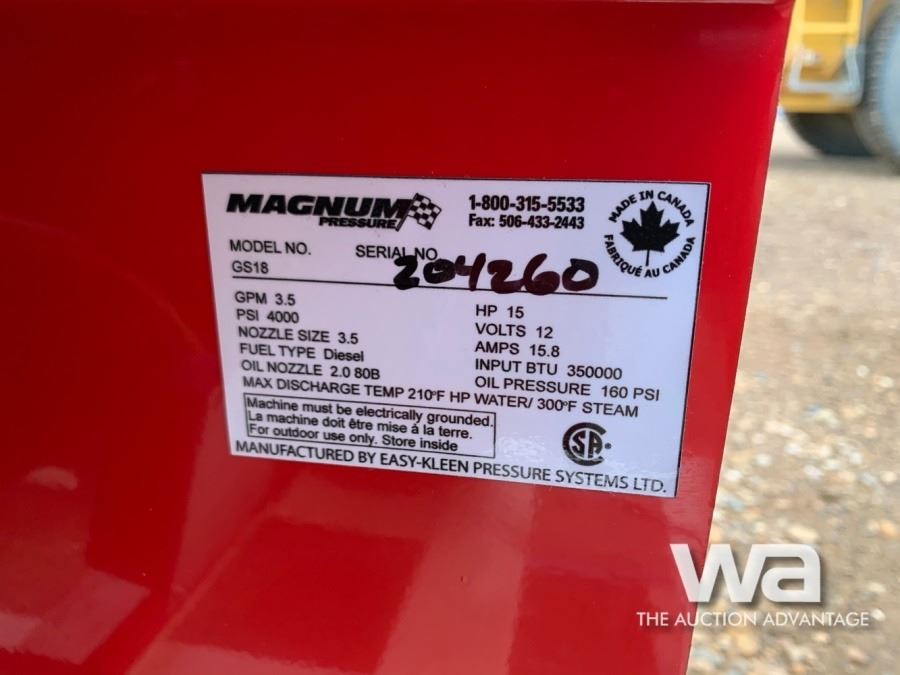 MAGNUM
PRESSURE
1-800-315-5533
Fax: 506-433-2443
MADE IN CANADA
FABRIQUÉ AU CANADA
MODEL NO. SERIAL NO.
GS18 204260
GPM 3.5
PSI 4000
NOZZLE SIZE 3.5
FUEL TYPE Diesel
OIL NOZZLE 2.0 80B
HP 15
VOLTS 12
AMPS 15.8
INPUT BTU 350000
OIL PRESSURE 160 PSI
MAX DISCHARGE TEMP 210°F HP WATER/ 300°F STEAM
Machine must be electrically grounded.
La machine doit être mise à la terre.
For outdoor use only. Store inside
CSA
MANUFACTURED BY EASY-KLEEN PRESSURE SYSTEMS LTD.
wa
THE AUCTION ADVANTAGE